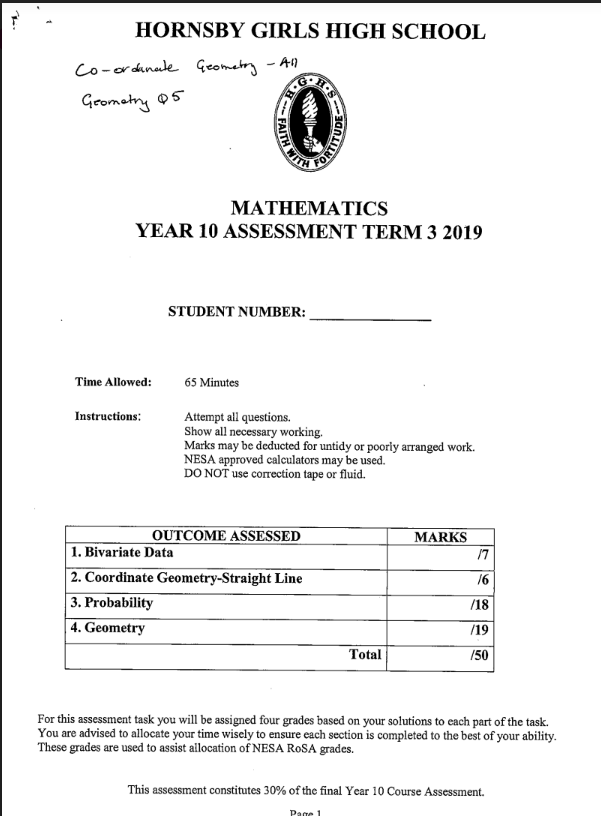 HORNSBY GIRLS HIGH SCHOOL
Co-ordanate Geometry - All
Geometry Q5
H·G·H·S
FAITH WITH FORTITUDE
MATHEMATICS
YEAR 10 ASSESSMENT TERM 3 2019
STUDENT NUMBER: ____________
Time Allowed: 65 Minutes
Instructions: Attempt all questions.
Show all necessary working.
Marks may be deducted for untidy or poorly arranged work.
NESA approved calculators may be used.
DO NOT use correction tape or fluid.
OUTCOME ASSESSED MARKS
1. Bivariate Data /7
2. Coordinate Geometry-Straight Line /6
3. Probability /18
4. Geometry /19
Total /50
For this assessment task you will be assigned four grades based on your solutions to each part of the task.
You are advised to allocate your time wisely to ensure each section is completed to the best of your ability.
These grades are used to assist allocation of NESA RoSA grades.
This assessment constitutes 30% of the final Year 10 Course Assessment.
Page 1